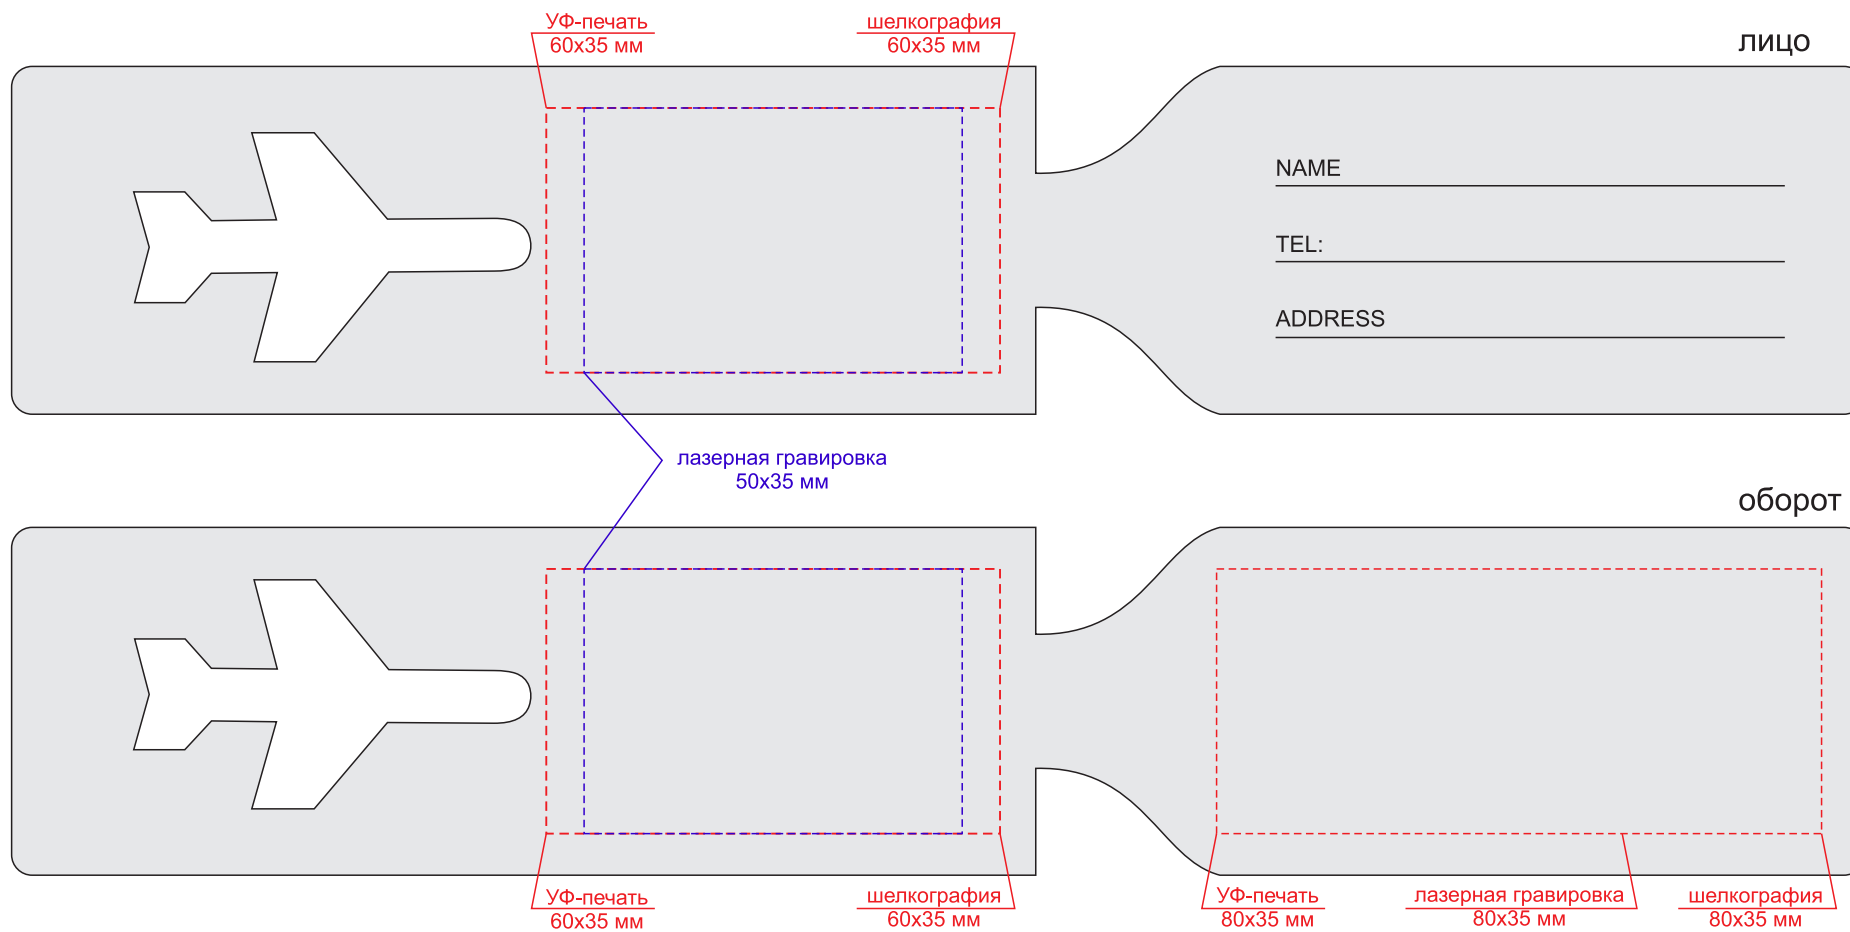 УФ-печать
60х35 мм
шелкография
60х35 мм
лицо
NAME
TEL:
ADDRESS
лазерная гравировка
50х35 мм
оборот
УФ-печать
60х35 мм
шелкография
60х35 мм
УФ-печать
80х35 мм
лазерная гравировка
80х35 мм
шелкография
80х35 мм